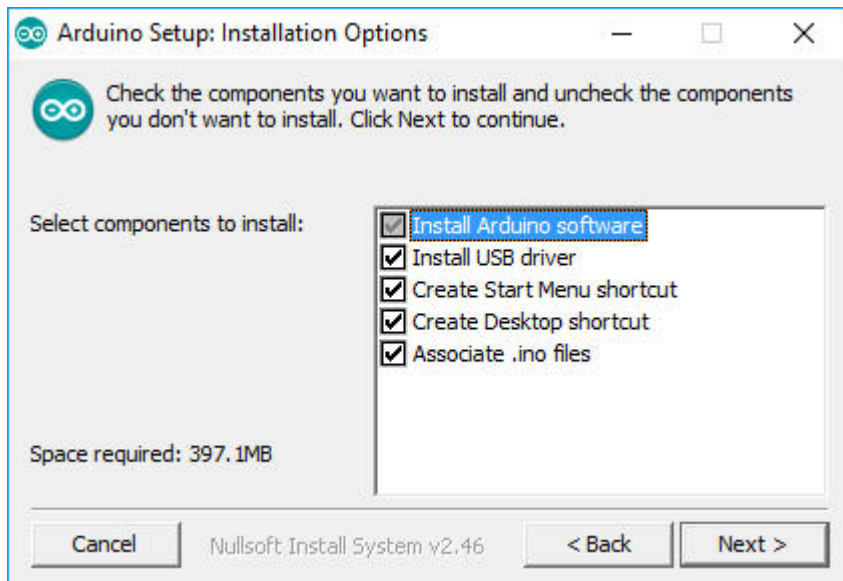 Arduino Setup: Installation Options
Check the components you want to install and uncheck the components
you don't want to install. Click Next to continue.
Select components to install:
Install Arduino software
Install USB driver
Create Start Menu shortcut
Create Desktop shortcut
Associate .ino files
Space required: 397.1MB
Cancel
Nullsoft Install System v2.46
< Back
Next >